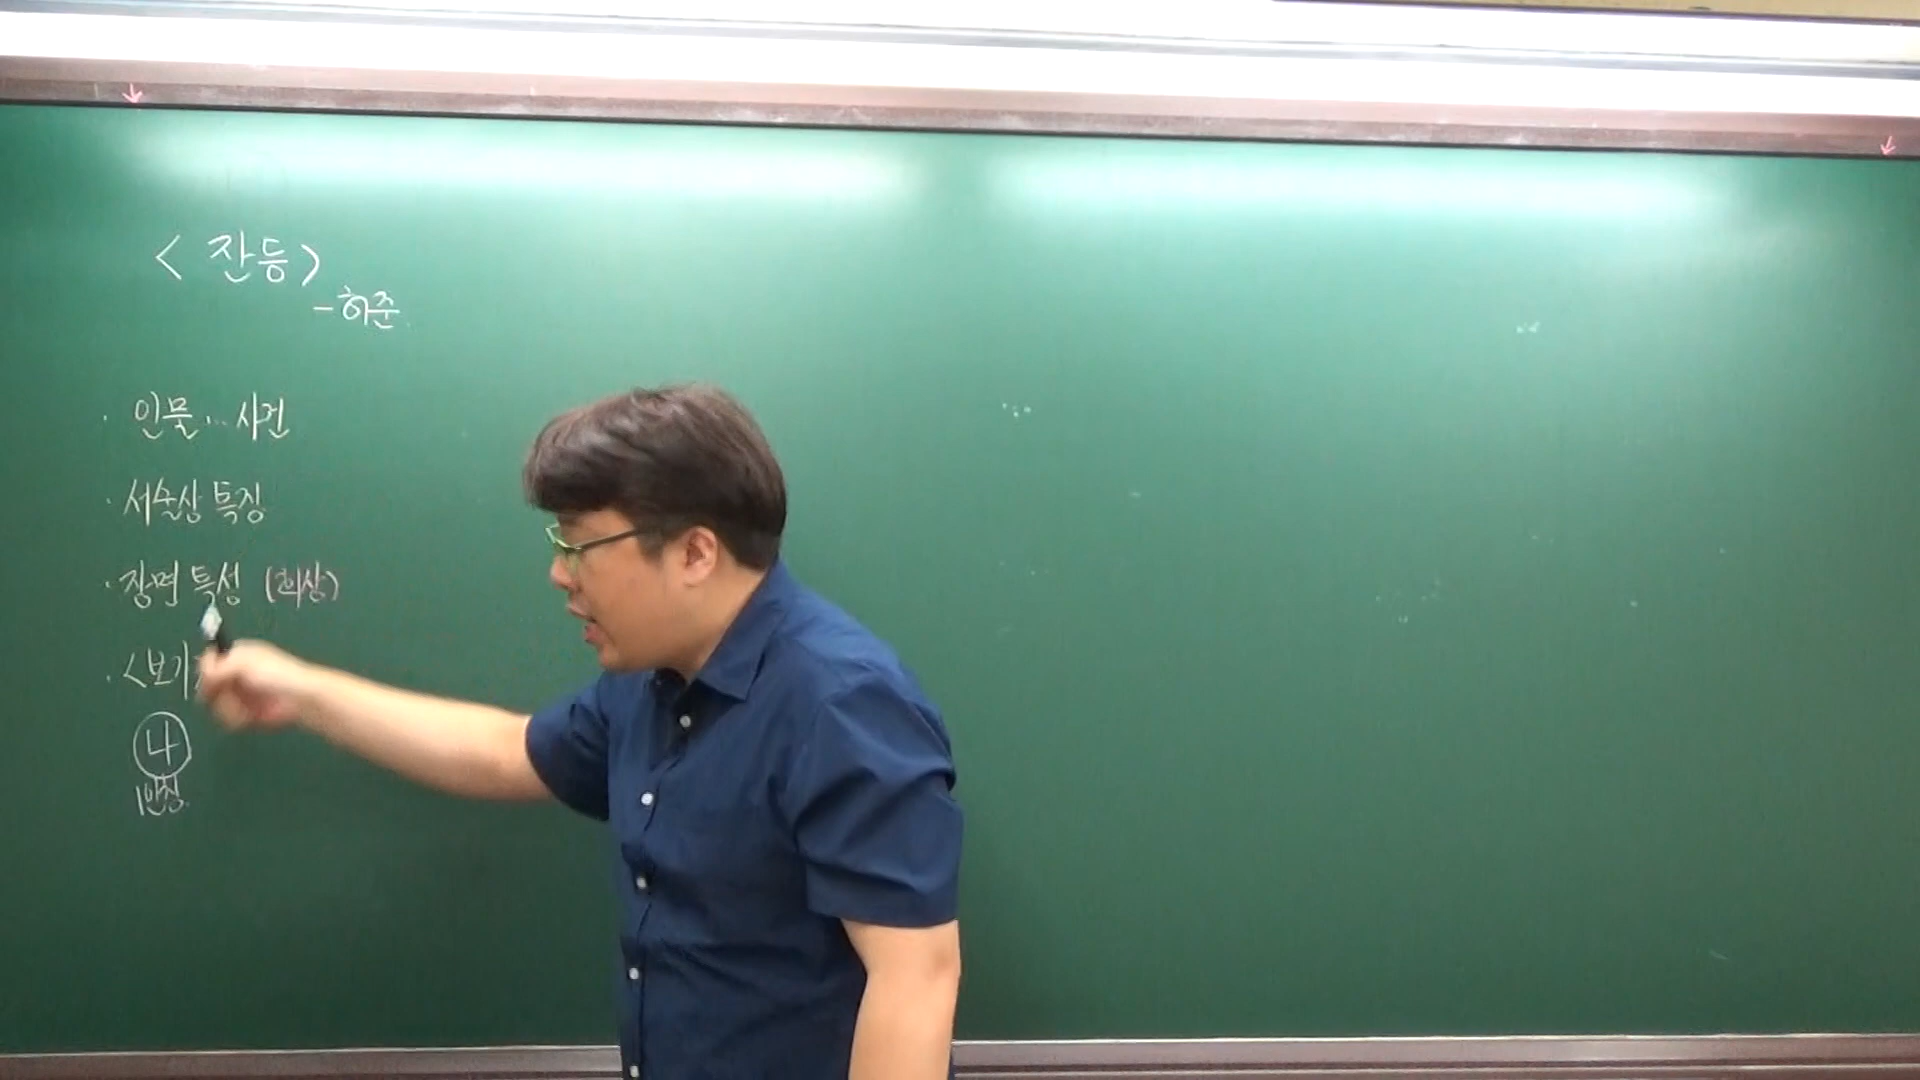 < 잔등 >
- 허준
· 인물 ... 사건
· 서술상 특징
· 장면 특성 (회상)
· <보기
나
1인칭